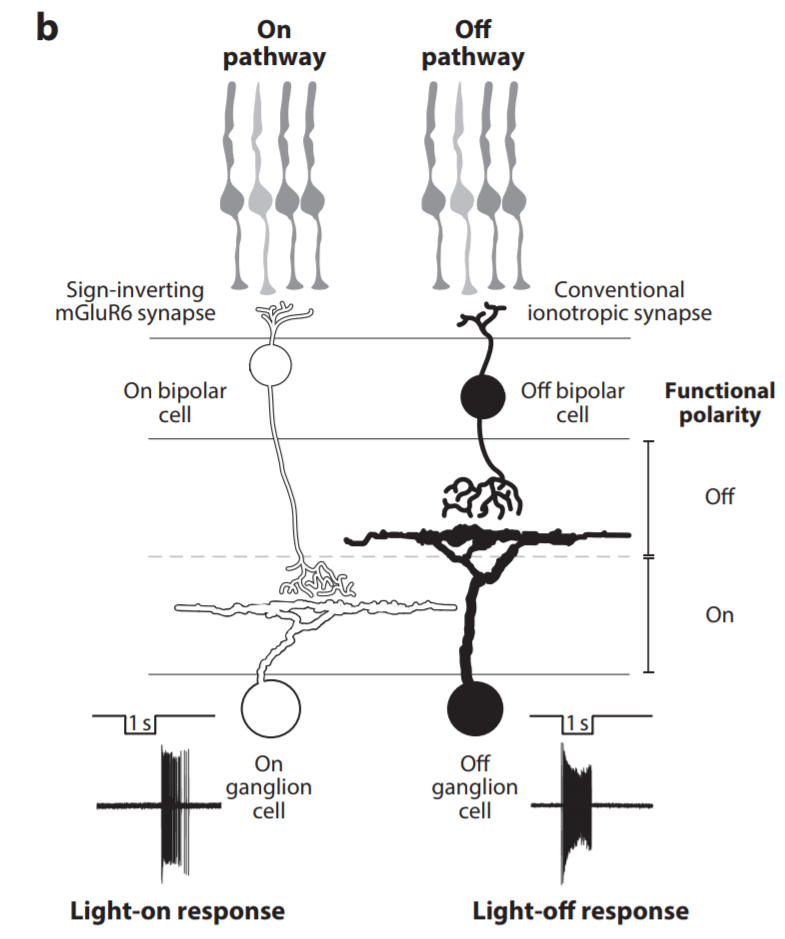 b
On
pathway
Off
pathway
Sign-inverting
mGluR6 synapse
Conventional
ionotropic synapse
On bipolar
cell
Off bipolar
cell
Functional
polarity
Off
On
1 s
1 s
On
ganglion
cell
Off
ganglion
cell
Light-on response
Light-off response